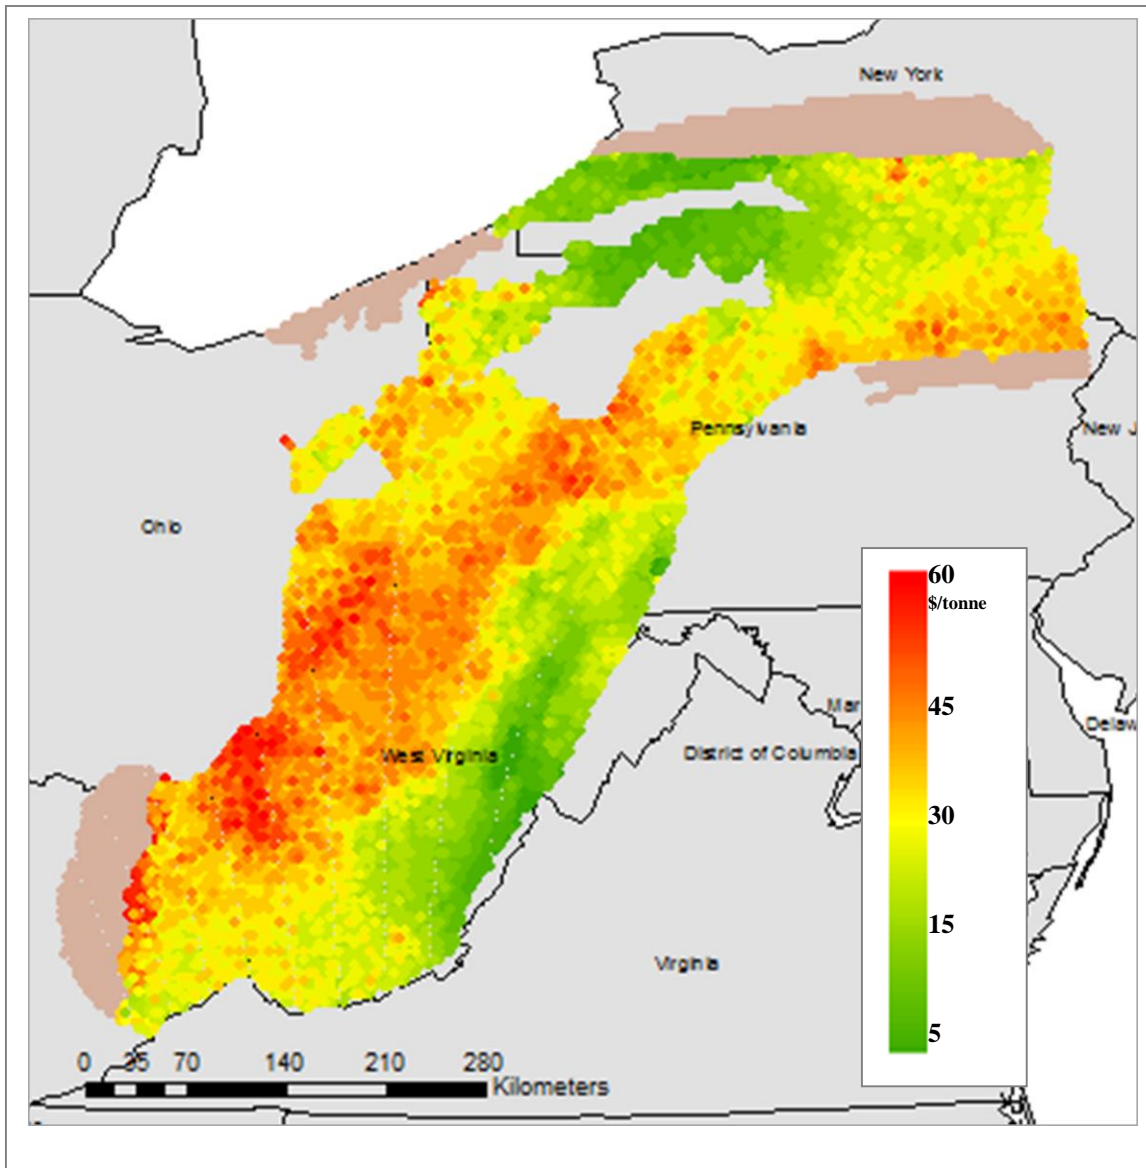 New York
Pennsylvania
New J
Ohio
60
$/tonne
45
Mar
Delaw
West Virginia
District of Columbia
30
15
Virginia
5
0 35 70 140 210 280
Kilometers